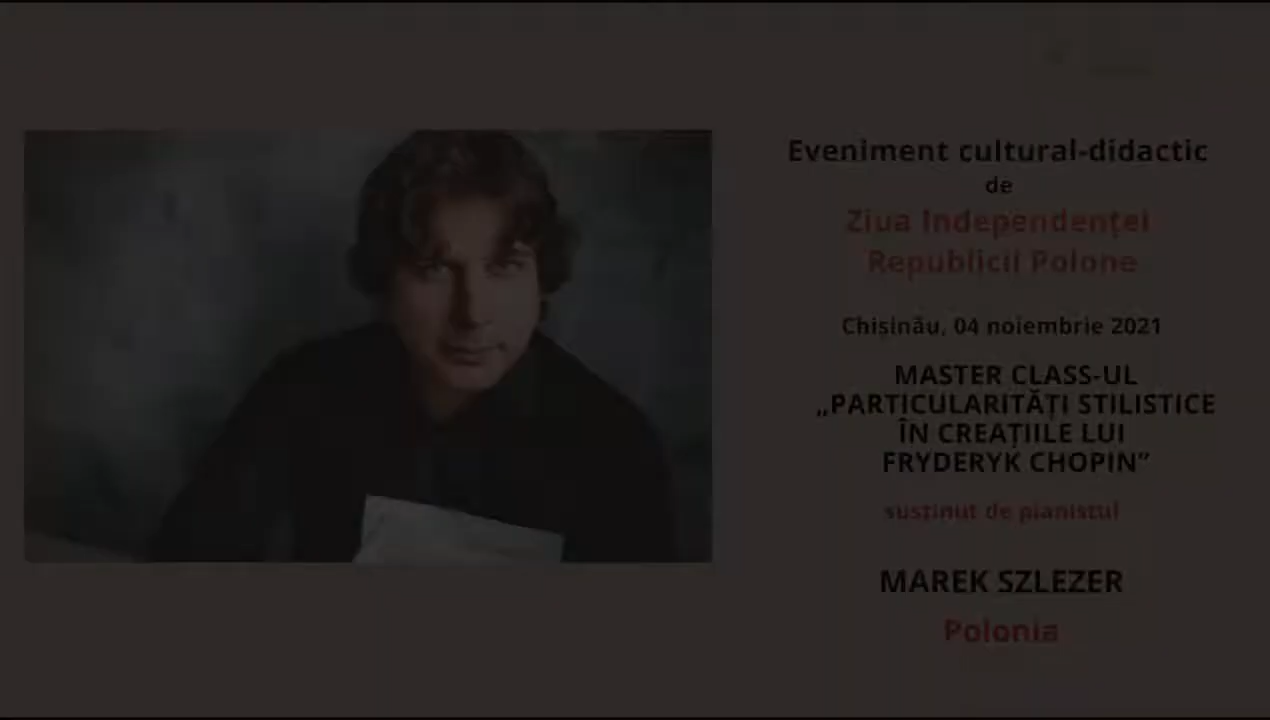 Eveniment cultural-didactic
de
Ziua Independenței
Republicii Polone
Chișinău, 04 noiembrie 2021
MASTER CLASS-UL
„PARTICULARITĂȚI STILISTICE
ÎN CREAȚIILE LUI
FRYDERYK CHOPIN”
susținut de pianistul
MAREK SZLEZER
Polonia